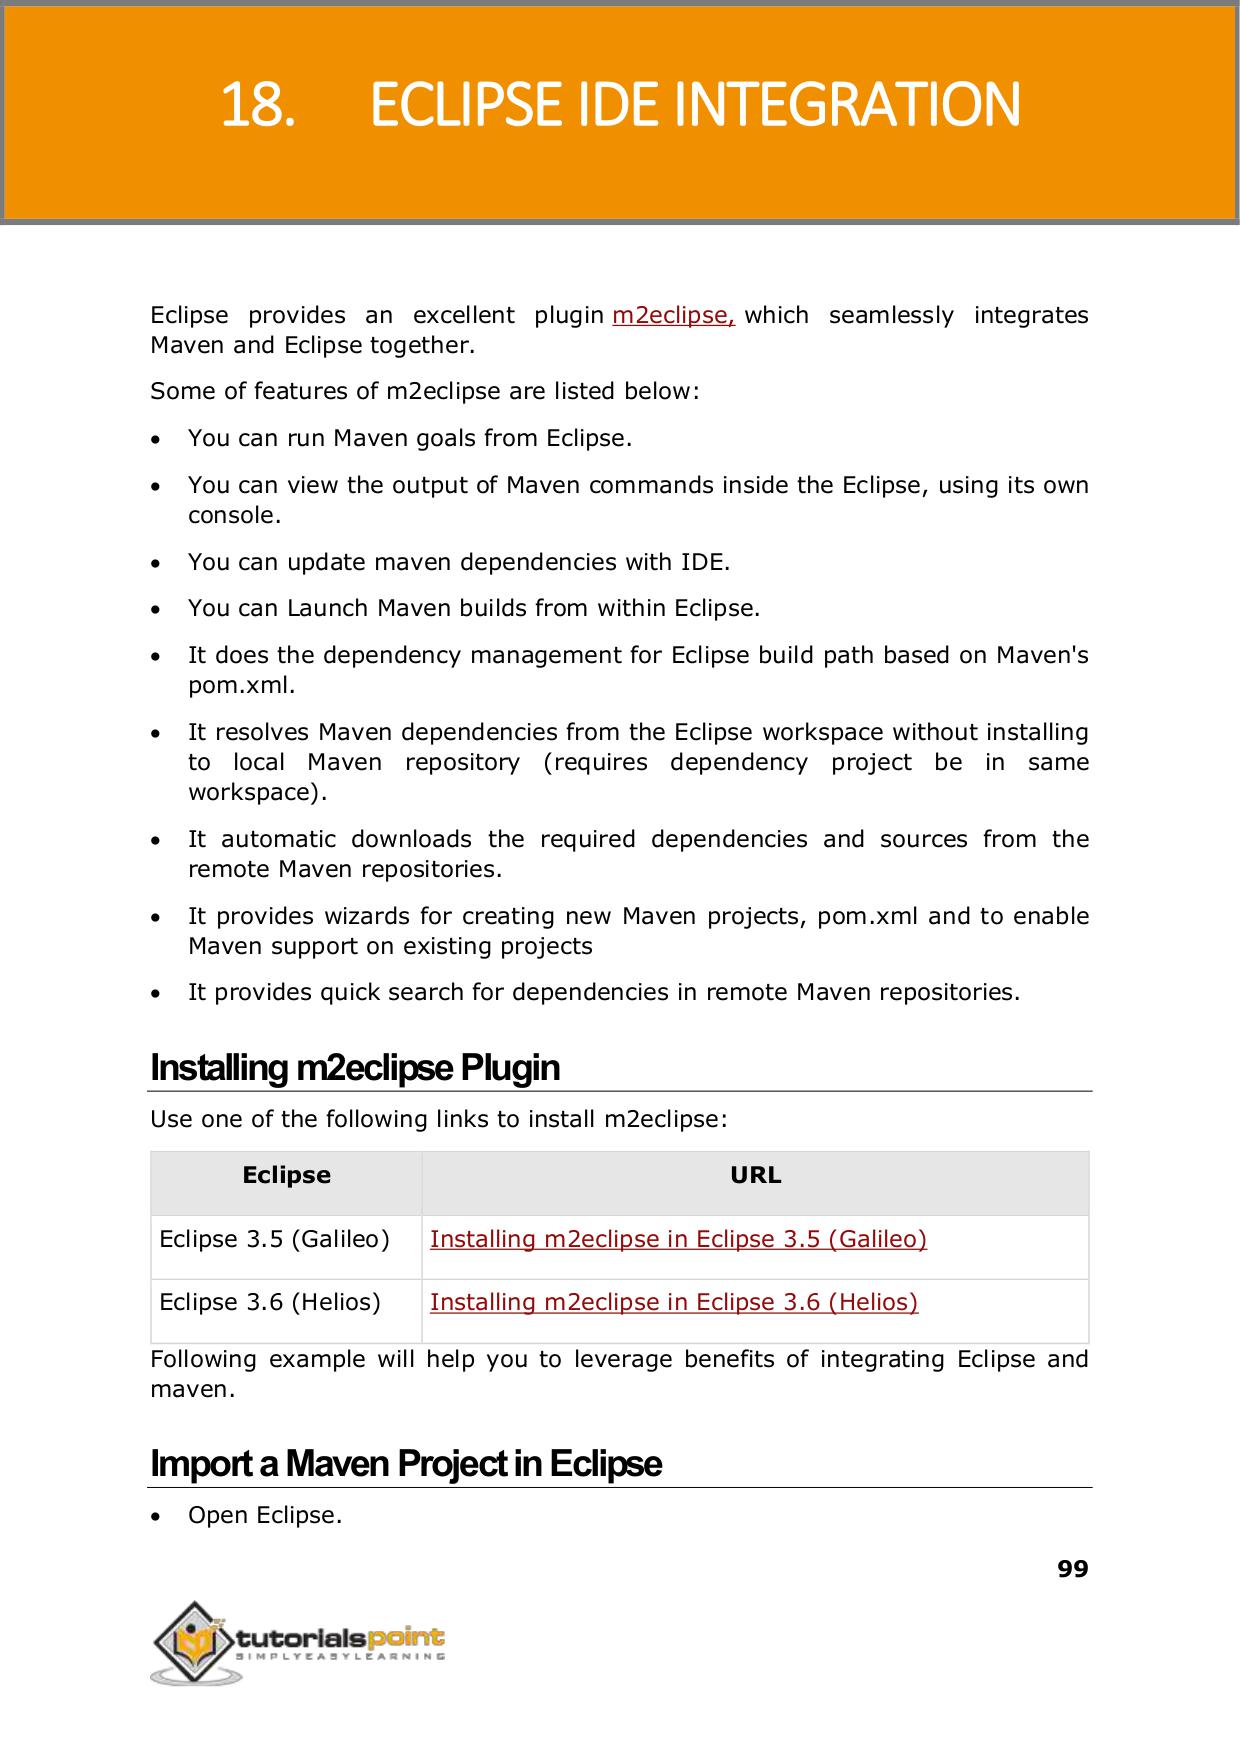 18. ECLIPSE IDE INTEGRATION
Eclipse provides an excellent plugin m2eclipse, which seamlessly integrates
Maven and Eclipse together.
Some of features of m2eclipse are listed below:
• You can run Maven goals from Eclipse.
• You can view the output of Maven commands inside the Eclipse, using its own
console.
• You can update maven dependencies with IDE.
• You can Launch Maven builds from within Eclipse.
• It does the dependency management for Eclipse build path based on Maven's
pom.xml.
• It resolves Maven dependencies from the Eclipse workspace without installing
to local Maven repository (requires dependency project be in same
workspace).
• It automatic downloads the required dependencies and sources from the
remote Maven repositories.
• It provides wizards for creating new Maven projects, pom.xml and to enable
Maven support on existing projects
• It provides quick search for dependencies in remote Maven repositories.
Installing m2eclipse Plugin
Use one of the following links to install m2eclipse:
Eclipse URL
Eclipse 3.5 (Galileo) Installing m2eclipse in Eclipse 3.5 (Galileo)
Eclipse 3.6 (Helios) Installing m2eclipse in Eclipse 3.6 (Helios)
Following example will help you to leverage benefits of integrating Eclipse and
maven.
Import a Maven Project in Eclipse
• Open Eclipse.
99
tutorialspoint
SIMPLYEASYLEARNING